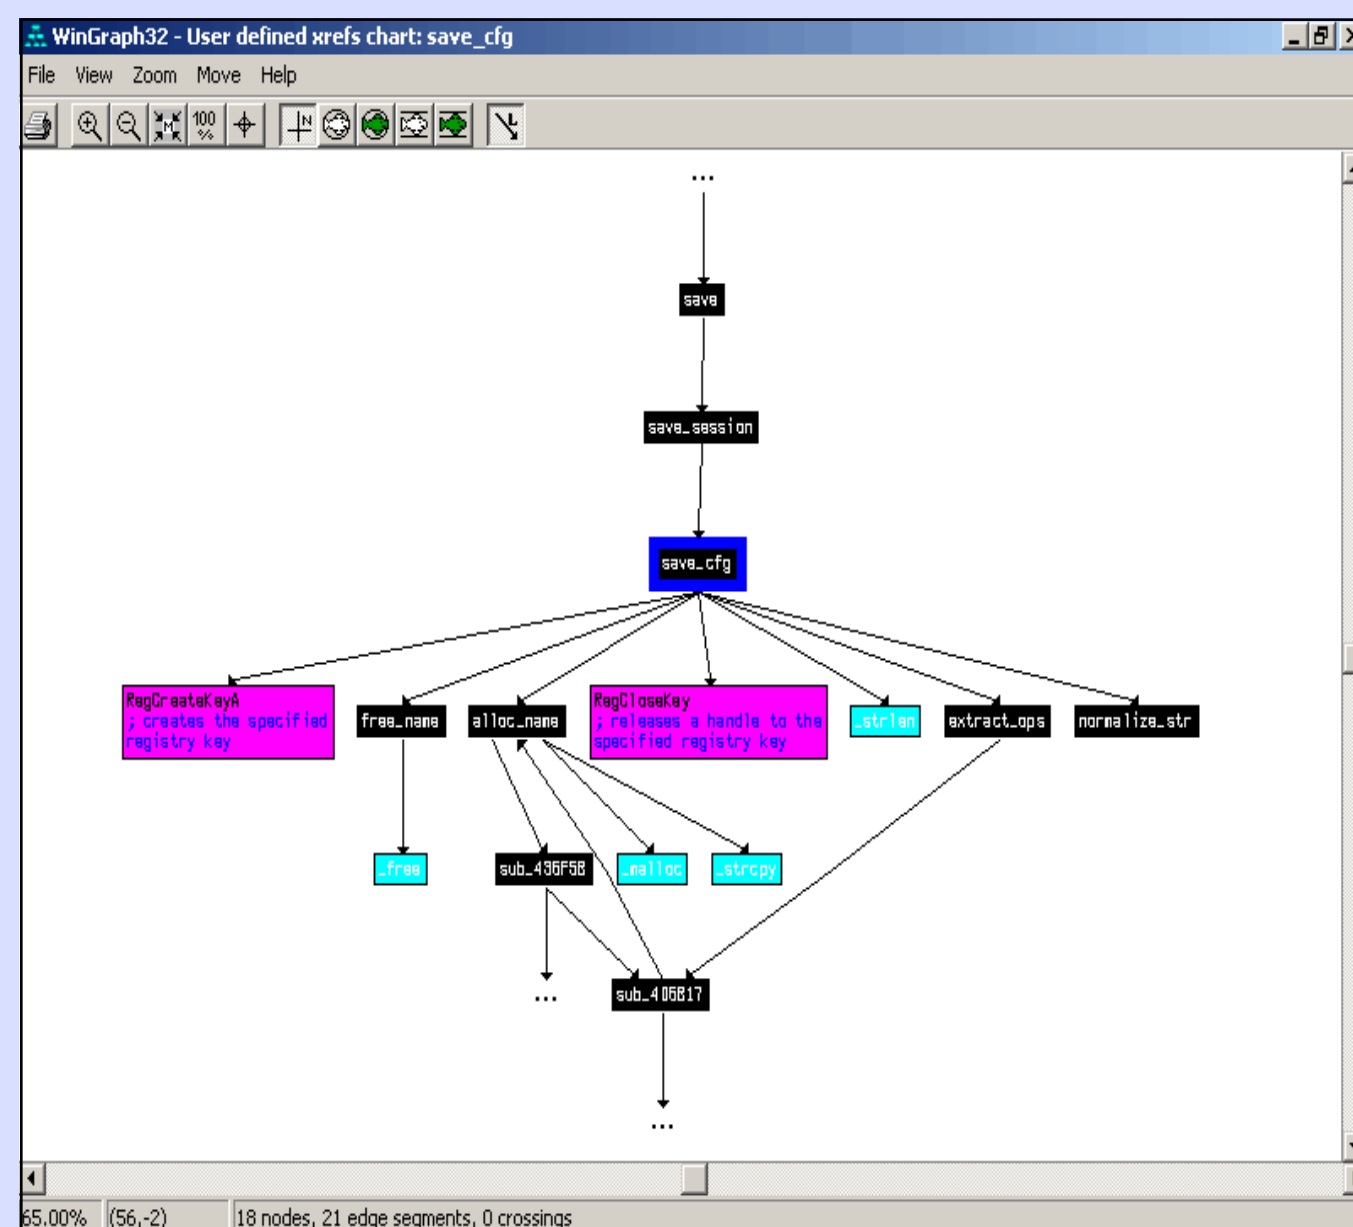 WinGraph32 - User defined xrefs chart: save_cfg
File View Zoom Move Help
N
M
100
%
...
save
save_session
save_cfg
RegCreateKeyA
; creates the specified
registry key
free_name
alloc_name
RegCloseKey
; releases a handle to the
specified registry key
_strlen
extract_ops
normalize_str
_free
sub_436F5B
_malloc
_strcpy
...
sub_405B17
...
65.00% (56,-2) 18 nodes, 21 edge segments, 0 crossings